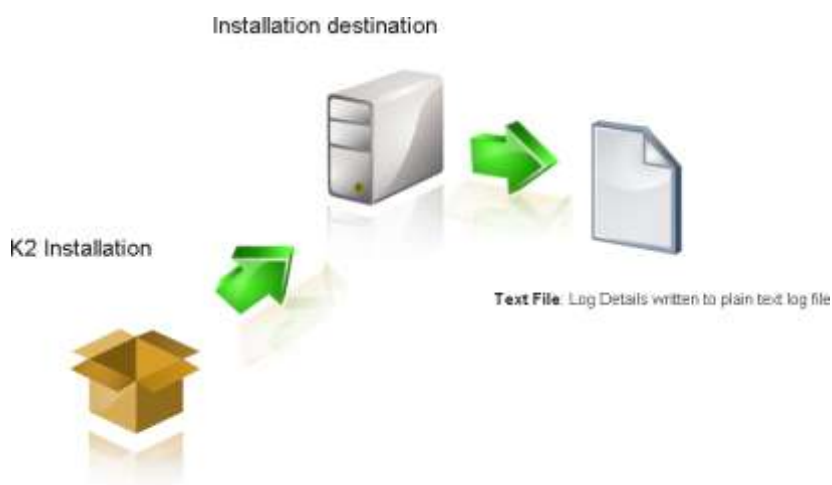 Installation destination
K2 Installation
Text File: Log Details written to plain text log file